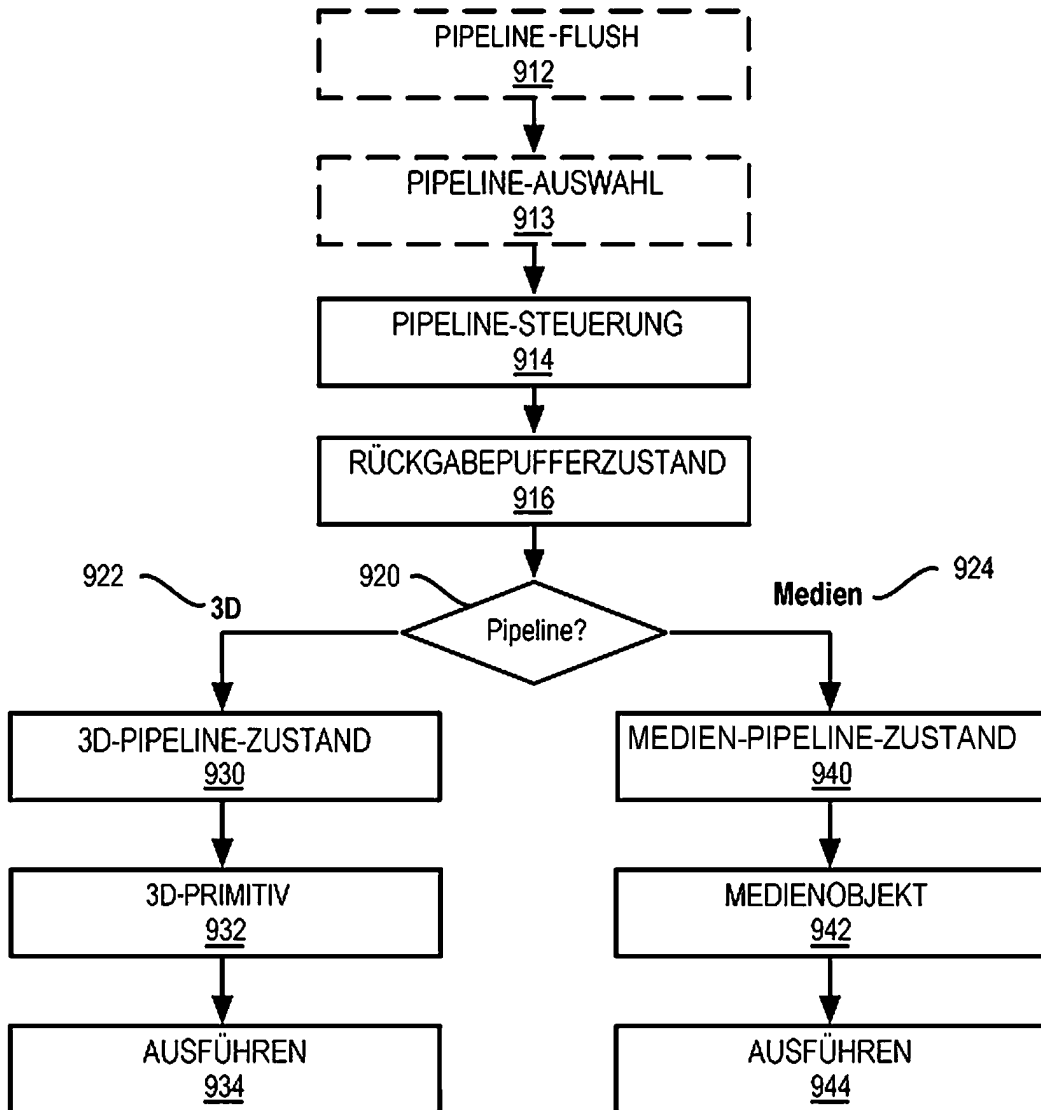 PIPELINE-FLUSH
912
PIPELINE-AUSWAHL
913
PIPELINE-STEUERUNG
914
RÜCKGABEPUFFERZUSTAND
916
922
920
924
3D
Medien
Pipeline?
3D-PIPELINE-ZUSTAND
930
MEDIEN-PIPELINE-ZUSTAND
940
3D-PRIMITIV
932
MEDIENOBJEKT
942
AUSFÜHREN
934
AUSFÜHREN
944